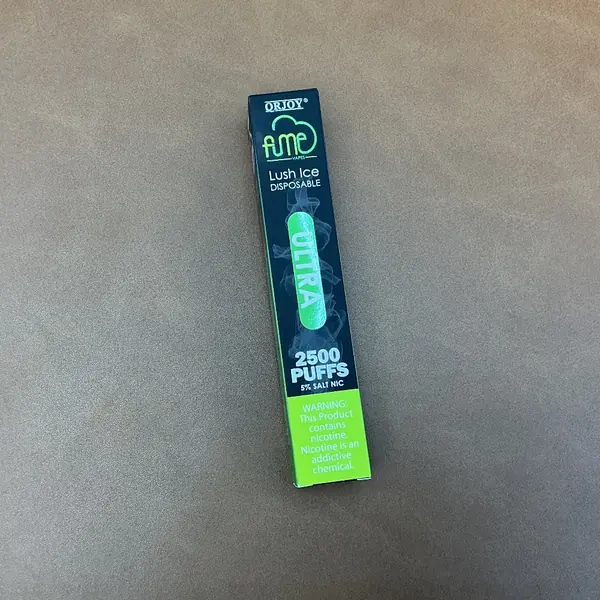 QRJOY®
fume
VAPES
Lush Ice
DISPOSABLE
ULTRA
2500
PUFFS
5% SALT NIC
WARNING:
This Product
contains
nicotine.
Nicotine is an
addictive
chemical.